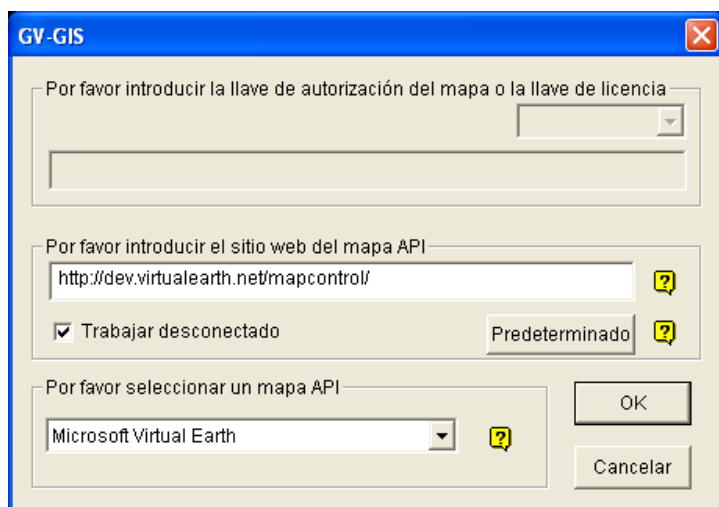 GV-GIS
Por favor introducir la llave de autorización del mapa o la llave de licencia
Por favor introducir el sitio web del mapa API
http://dev.virtualearth.net/mapcontrol/
Trabajar desconectado
Predeterminado
Por favor seleccionar un mapa API
Microsoft Virtual Earth
OK
Cancelar